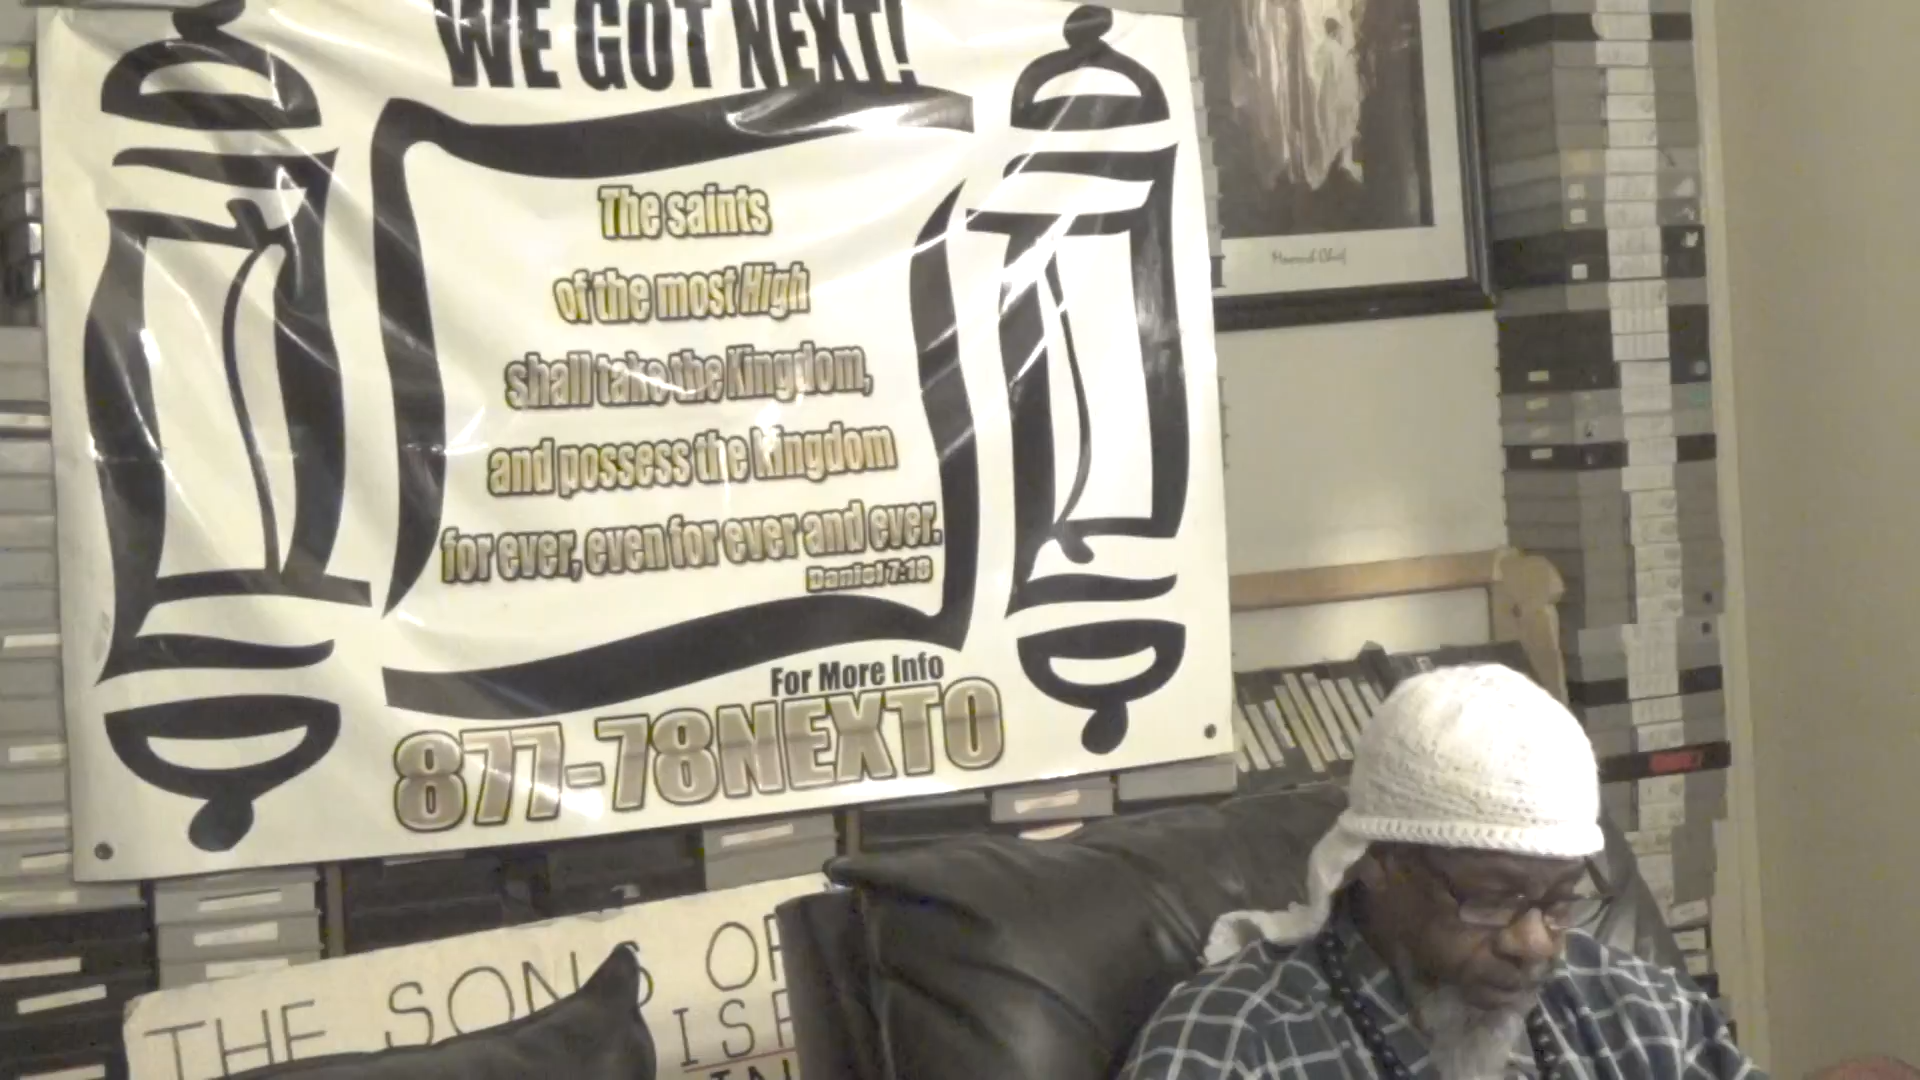 WE GOT NEXT!
The saints
of the most High
shall take the Kingdom,
and possess the kingdom
for ever, even for ever and ever.
Daniel 7:18
For More Info
877-78NEXTO
THE SONS OF
ISR